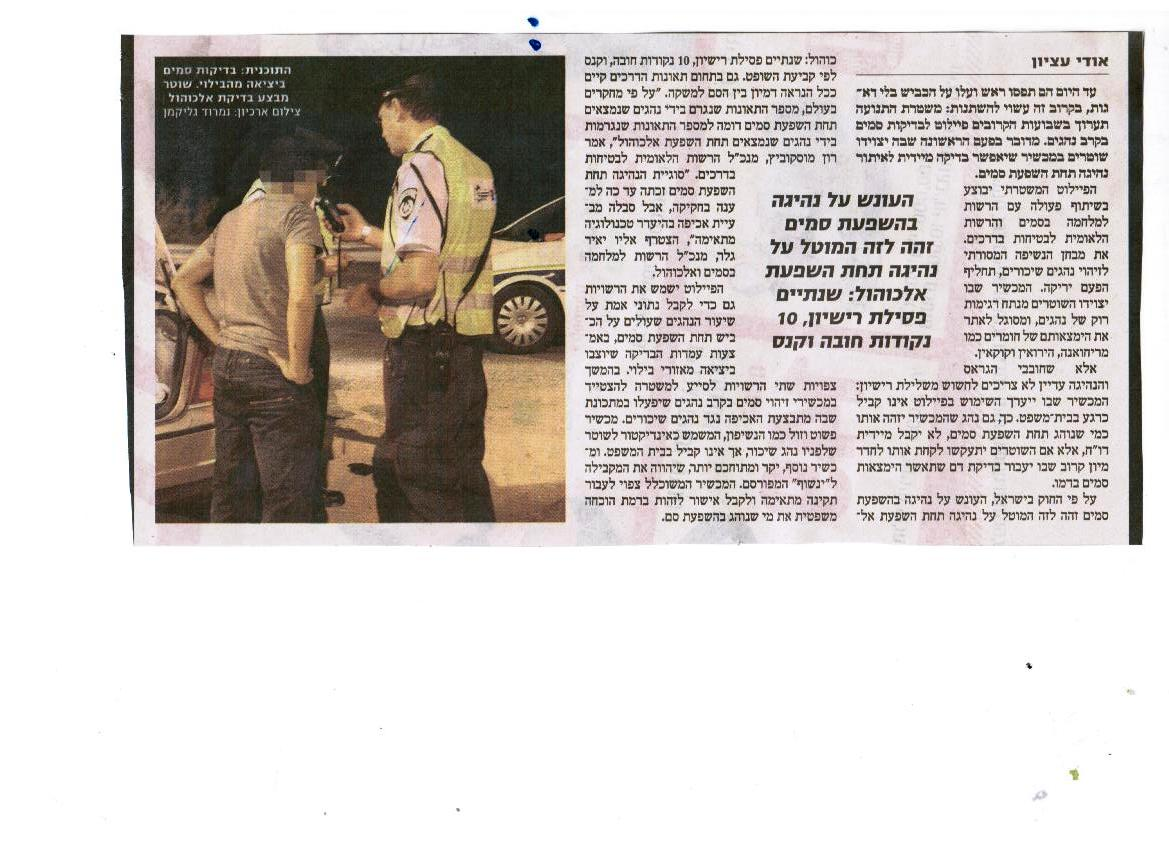 אודי עציון
עד היום הם תפסו ראש ועלו על הכביש בלי דא־
גות, בקרוב זה עשוי להשתנות: משטרת התנועה
תערוך בשבועות הקרובים פיילוט לבדיקות סמים
בקרב נהגים. מדובר בפעם הראשונה שבה יצוידו
שוטרים במכשיר שיאפשר בדיקה מיידית לאיתור
נהיגה תחת השפעת סמים.
הפיילוט המשטרתי יבוצע
בשיתוף פעולה עם הרשות
למלחמה בסמים והרשות
הלאומית לבטיחות בדרכים.
את מבחן הנשיפה המסורתי
לזיהוי נהגים שיכורים, תחליף
הפעם יריקה. המכשיר שבו
יצוידו השוטרים מנתח דגימות
רוק של נהגים, ומסוגל לאתר
את הימצאותם של חומרים כמו
מריחואנה, הירואין וקוקאין.
אלא שחובבי הגראס
והנהיגה עדיין לא צריכים לחשוש משלילת רישיון:
המכשיר שבו ייערך השימוש בפיילוט אינו קביל
כרגע בבית־משפט. כך, גם נהג שהמכשיר יזהה אותו
כמי שנוהג תחת השפעת סמים, לא יקבל מיידית
דו"ח, אלא אם השוטרים יתעקשו לקחת אותו לחדר
מיון קרוב שבו יעבור בדיקת דם שתאשר הימצאות
סמים בדמו.
על פי החוק בישראל, העונש על נהיגה בהשפעת
סמים זהה לזה המוטל על נהיגה תחת השפעת אל־
כוהול: שנתיים פסילת רישיון, 10 נקודות חובה, וקנס
לפי קביעת השופט. גם בתחום תאונות הדרכים קיים
ככל הנראה דמיון בין הסם למשקה. "על פי מחקרים
בעולם, מספר התאונות שנגרם בידי נהגים שנמצאים
תחת השפעת סמים דומה למספר התאונות שנגרמות
בידי נהגים שנמצאים תחת השפעת אלכוהול", אמר
רון מוסקוביץ, מנכ"ל הרשות הלאומית לבטיחות
בדרכים. "סוגיית הנהיגה תחת
השפעת סמים זכתה עד כה למ־
ענה בחקיקה, אבל סבלה מב־
עיית אכיפה בהיעדר טכנולוגיה
מתאימה", הצטרף אליו יאיר
גלר, מנכ"ל הרשות למלחמה
בסמים ואלכוהול.
הפיילוט ישמש את הרשויות
גם כדי לקבל נתוני אמת על
שיעור הנהגים שעולים על הכ־
ביש תחת השפעת סמים, באמ־
צעות עמדות הבדיקה שיוצבו
ביציאה מאזורי בילוי. בהמשך
צפויות שתי הרשויות לסייע למשטרה להצטייד
במכשירי זיהוי סמים בקרב נהגים שיפעלו במתכונת
שבה מתבצעת האכיפה נגד נהגים שיכורים. מכשיר
פשוט וזול כמו הנשיפון, המשמש כאינדיקטור לשוטר
שלפניו נהג שיכור, אך אינו קביל בבית המשפט. ומ־
כשיר נוסף, יקר ומתוחכם יותר, שיהווה את המקבילה
ל"ינשוף" המפורסם. המכשיר המשוכלל צפוי לעבור
תקינה מתאימה ולקבל אישור לזהות ברמת הוכחה
משפטית את מי שנוהג בהשפעת סם.
העונש על נהיגה
בהשפעת סמים
זהה לזה המוטל על
נהיגה תחת השפעת
אלכוהול: שנתיים
פסילת רישיון, 10
נקודות חובה וקנס
התוכנית: בדיקות סמים
ביציאה מהבילוי. שוטר
מבצע בדיקת אלכוהול
צילום ארכיון: נמרוד גליקמן